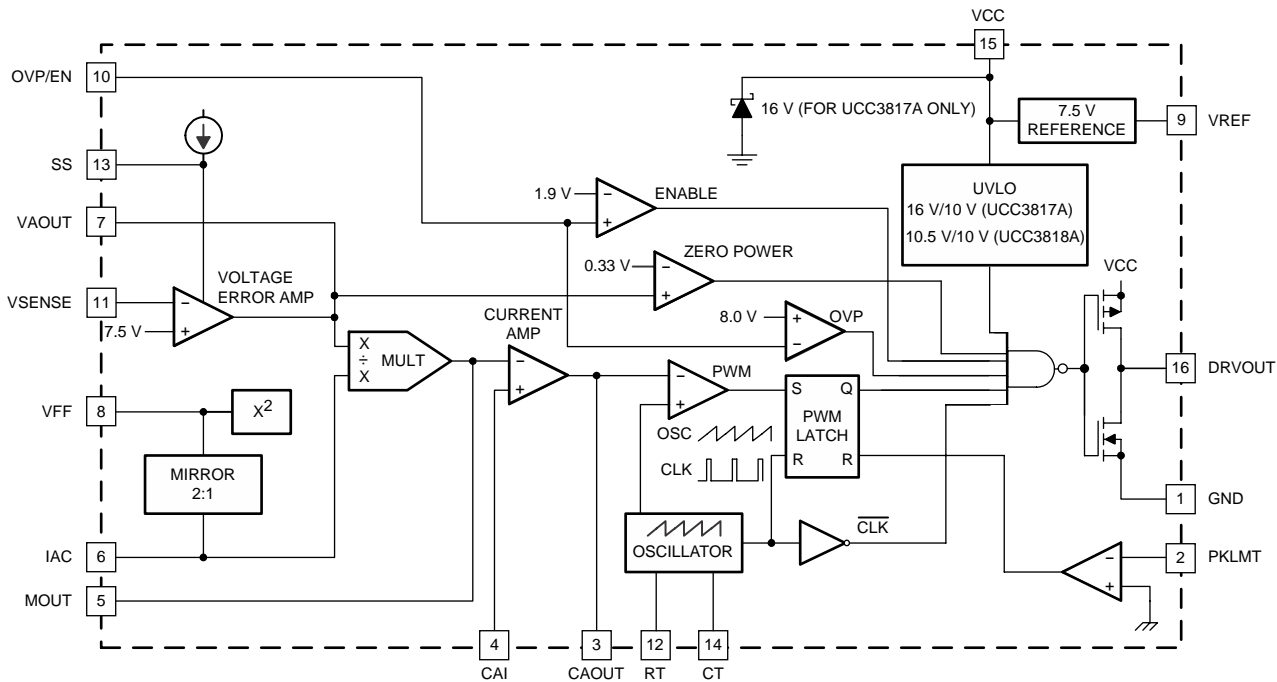 VCC
15
OVP/EN
10
16 V (FOR UCC3817A ONLY)
7.5 V
REFERENCE
9
VREF
SS
13
1.9 V
−
+
ENABLE
UVLO
16 V/10 V (UCC3817A)
10.5 V/10 V (UCC3818A)
VAOUT
7
0.33 V
−
+
ZERO POWER
VCC
VOLTAGE
ERROR AMP
VSENSE
11
−
7.5 V
+
CURRENT
AMP
8.0 V
+
−
OVP
X
÷
X
MULT
−
+
−
+
PWM
16
DRVOUT
VFF
8
X2
S
Q
PWM
LATCH
R
R
OSC
CLK
MIRROR
2:1
1
GND
OSCILLATOR
CLK
IAC
6
−
+
2
PKLMT
MOUT
5
4
3
12
14
CAI
CAOUT
RT
CT